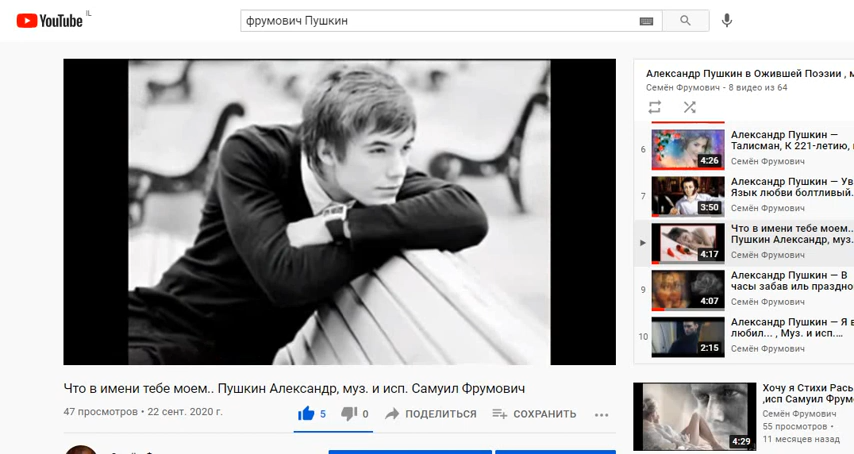 YouTube IL
фрумович Пушкин
Александр Пушкин в Ожившей Поэзии , м
Семён Фрумович - 8 видео из 64
6
4:26
Александр Пушкин —
Талисман, К 221-летию,
Семён Фрумович
7
3:50
Александр Пушкин — Ув
Язык любви болтливый.
Семён Фрумович
4:17
Что в имени тебе моем..
Пушкин Александр, муз.
Семён Фрумович
9
4:07
Александр Пушкин — В
часы забав иль праздно
Семён Фрумович
10
2:15
Александр Пушкин — Я в
любил... , Муз. и исп....
Семён Фрумович
Что в имени тебе моем.. Пушкин Александр, муз. и исп. Самуил Фрумович
47 просмотров • 22 сент. 2020 г.
5 0 ПОДЕЛИТЬСЯ СОХРАНИТЬ ...
4:29
Хочу я Стихи Расы
,исп Самуил Фрум
Семён Фрумович
55 просмотров •
11 месяцев назад